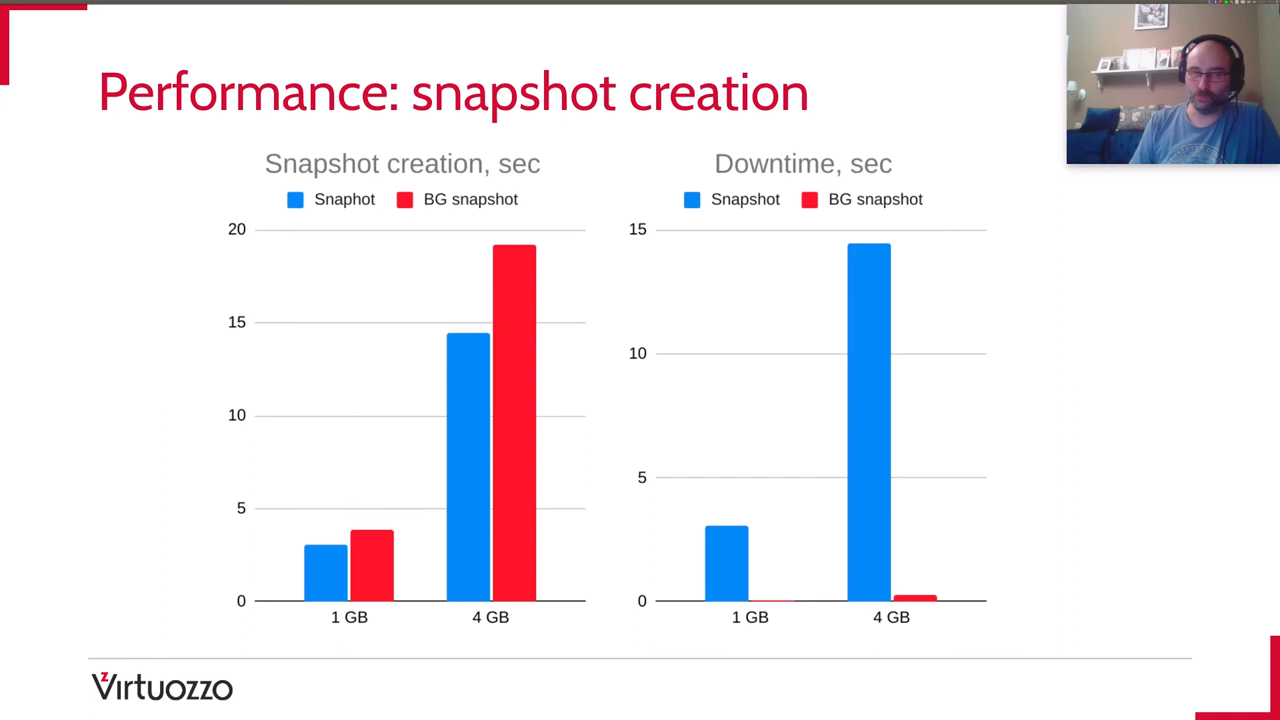 Performance: snapshot creation
Snapshot creation, sec
Snaphot BG snapshot
20
15
10
5
0
1 GB 4 GB
Downtime, sec
Snapshot BG snapshot
15
10
5
0
1 GB 4 GB
Virtuozzo